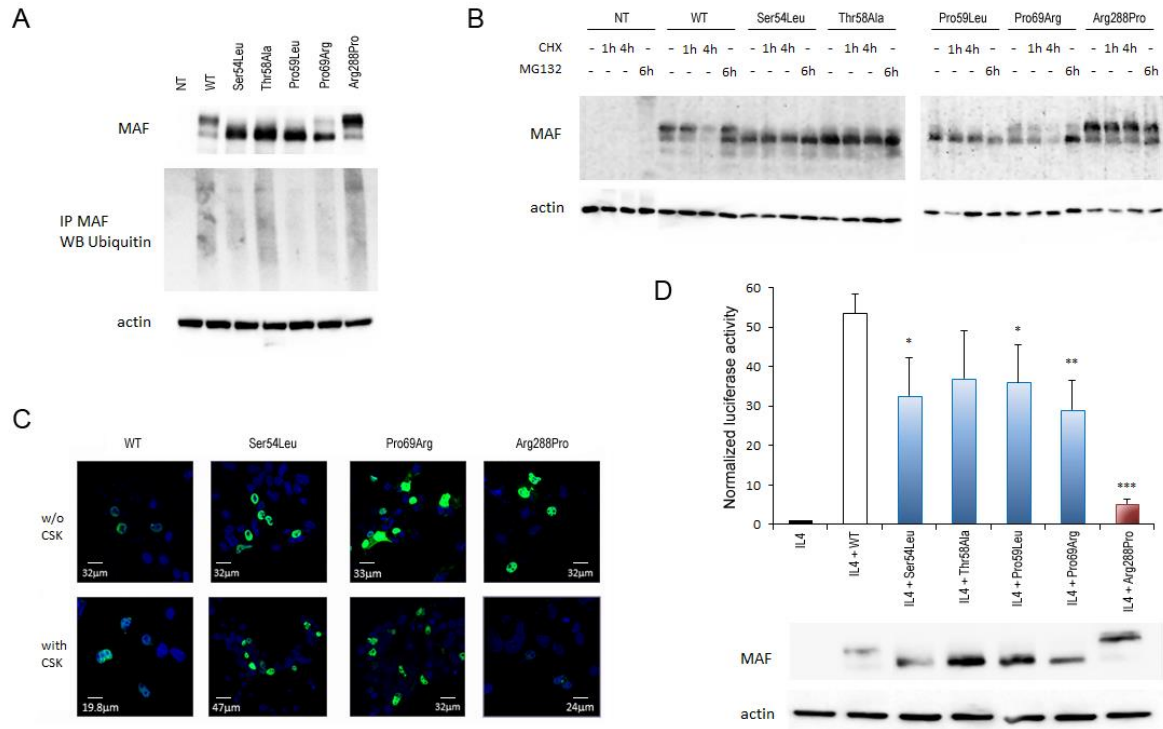 A
NT
WT
Ser54Leu
Thr58Ala
Pro59Leu
Pro69Arg
Arg288Pro
MAF
IP MAF
WB Ubiquitin
actin
B
NT WT Ser54Leu Thr58Ala Pro59Leu Pro69Arg Arg288Pro
CHX - 1h 4h - - 1h 4h - - 1h 4h - - 1h 4h - - 1h 4h - - 1h 4h - - 1h 4h -
MG132 - - - 6h - - - 6h - - - 6h - - - 6h - - - 6h - - - 6h - - - 6h
MAF
actin
C
WT Ser54Leu Pro69Arg Arg288Pro
w/o
CSK
32µm 32µm 33µm 32µm
with
CSK
19.8µm 47µm 32µm 24µm
D
Normalized luciferase activity
60
50
40
30
20
10
0
* * ** ***
IL4
IL4 + WT
IL4 + Ser54Leu
IL4 + Thr58Ala
IL4 + Pro59Leu
IL4 + Pro69Arg
IL4 + Arg288Pro
MAF
actin